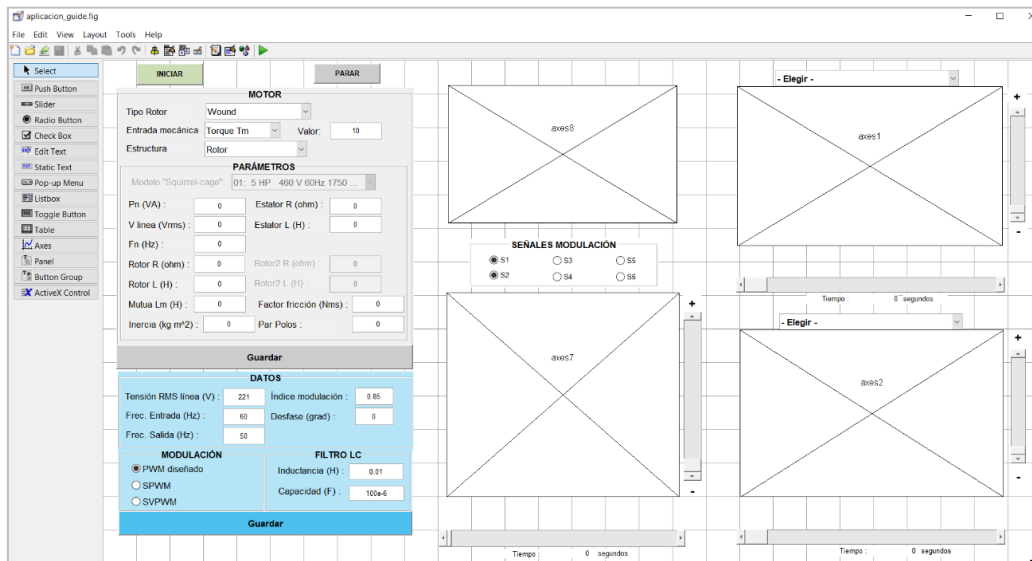 aplicacion_guide.fig
File Edit View Layout Tools Help
Select
Push Button
Slider
Radio Button
Check Box
Edit Text
Static Text
Pop-up Menu
Listbox
Toggle Button
Table
Axes
Panel
Button Group
ActiveX Control
INICIAR PARAR
MOTOR
Tipo Rotor Wound
Entrada mecánica Torque Tm Valor: 10
Estructura Rotor
PARÁMETROS
Modelo "Squirrel-cage": 01: 5 HP 460 V 60Hz 1750 ...
Pn (VA) : 0 Estator R (ohm) : 0
V linea (Vrms) : 0 Estator L (H) : 0
Fn (Hz) : 0
Rotor R (ohm) : 0 Rotor2 R (ohm) : 0
Rotor L (H) : 0 Rotor2 L (H) : 0
Mutua Lm (H) : 0 Factor fricción (Nms) : 0
Inercia (kg m^2) : 0 Par Polos : 0
Guardar
DATOS
Tensión RMS línea (V) : 221 Índice modulación : 0.85
Frec. Entrada (Hz) : 60 Desfase (grad) : 0
Frec. Salida (Hz) : 50
MODULACIÓN
PWM diseñado
SPWM
SVPWM
FILTRO LC
Inductancia (H) : 0.01
Capacidad (F) : 100e-6
Guardar
axes6
SEÑALES MODULACIÓN
S1 S3 S5
S2 S4 S6
axes7
+
-
Tiempo : 0 segundos
- Elegir -
axes1
+
-
Tiempo 0 segundos
- Elegir -
axes2
+
-
Tiempo : 0 segundos